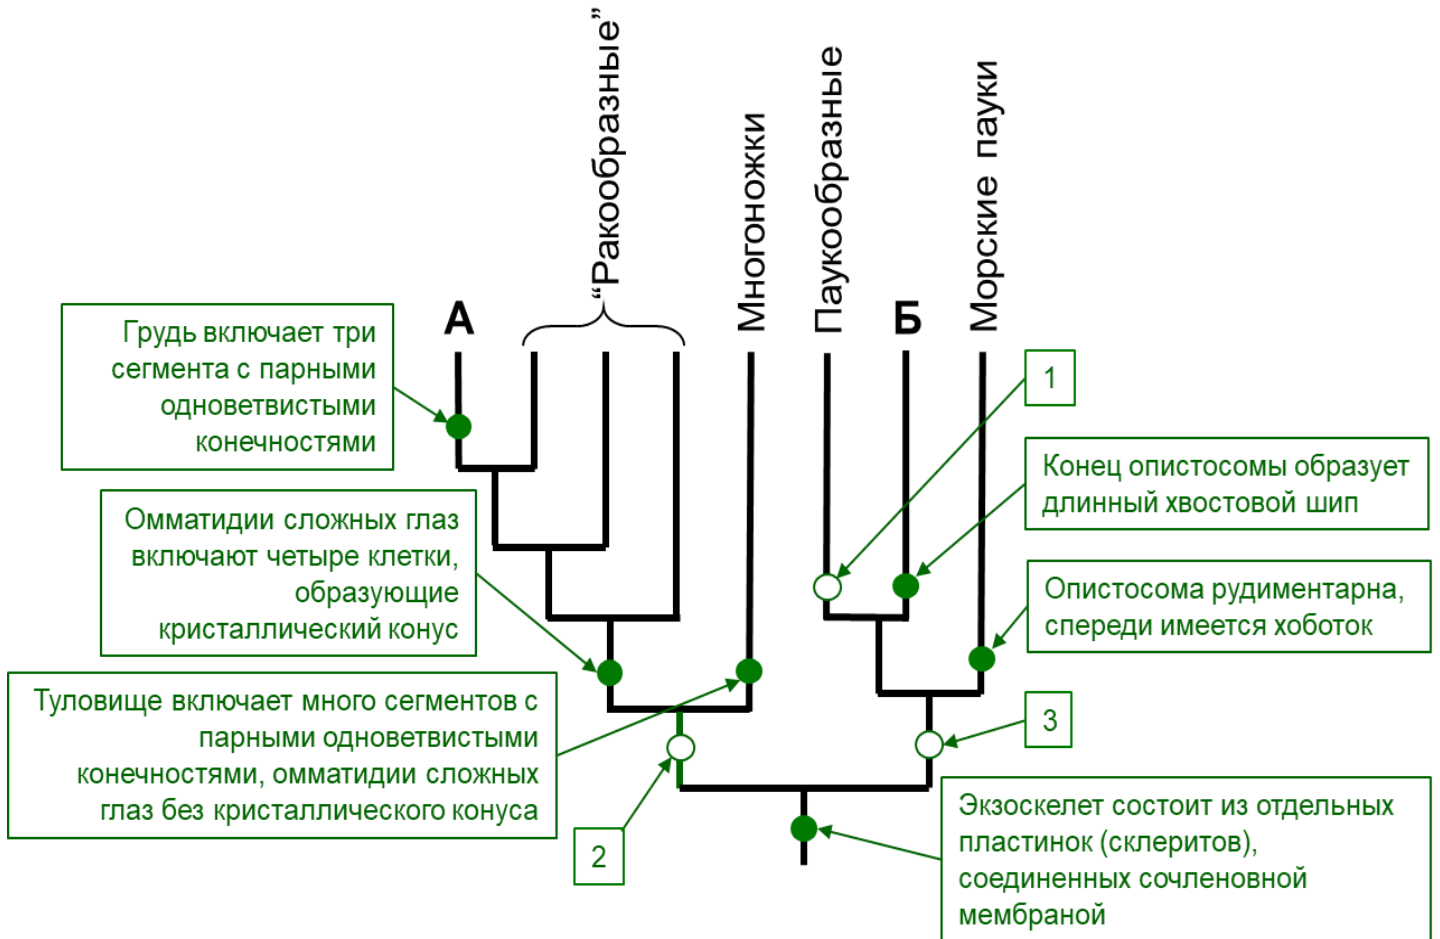 “Ракообразные”
Многоножки
Паукообразные
Морские пауки
А
Б
Грудь включает три
сегмента с парными
одноветвистыми
конечностями
1
Конец опистосомы образует
длинный хвостовой шип
Омматидии сложных глаз
включают четыре клетки,
образующие
кристаллический конус
Опистосома рудиментарна,
спереди имеется хоботок
Туловище включает много сегментов с
парными одноветвистыми
конечностями, омматидии сложных
глаз без кристаллического конуса
3
2
Экзоскелет состоит из отдельных
пластинок (склеритов),
соединенных сочленовной
мембраной